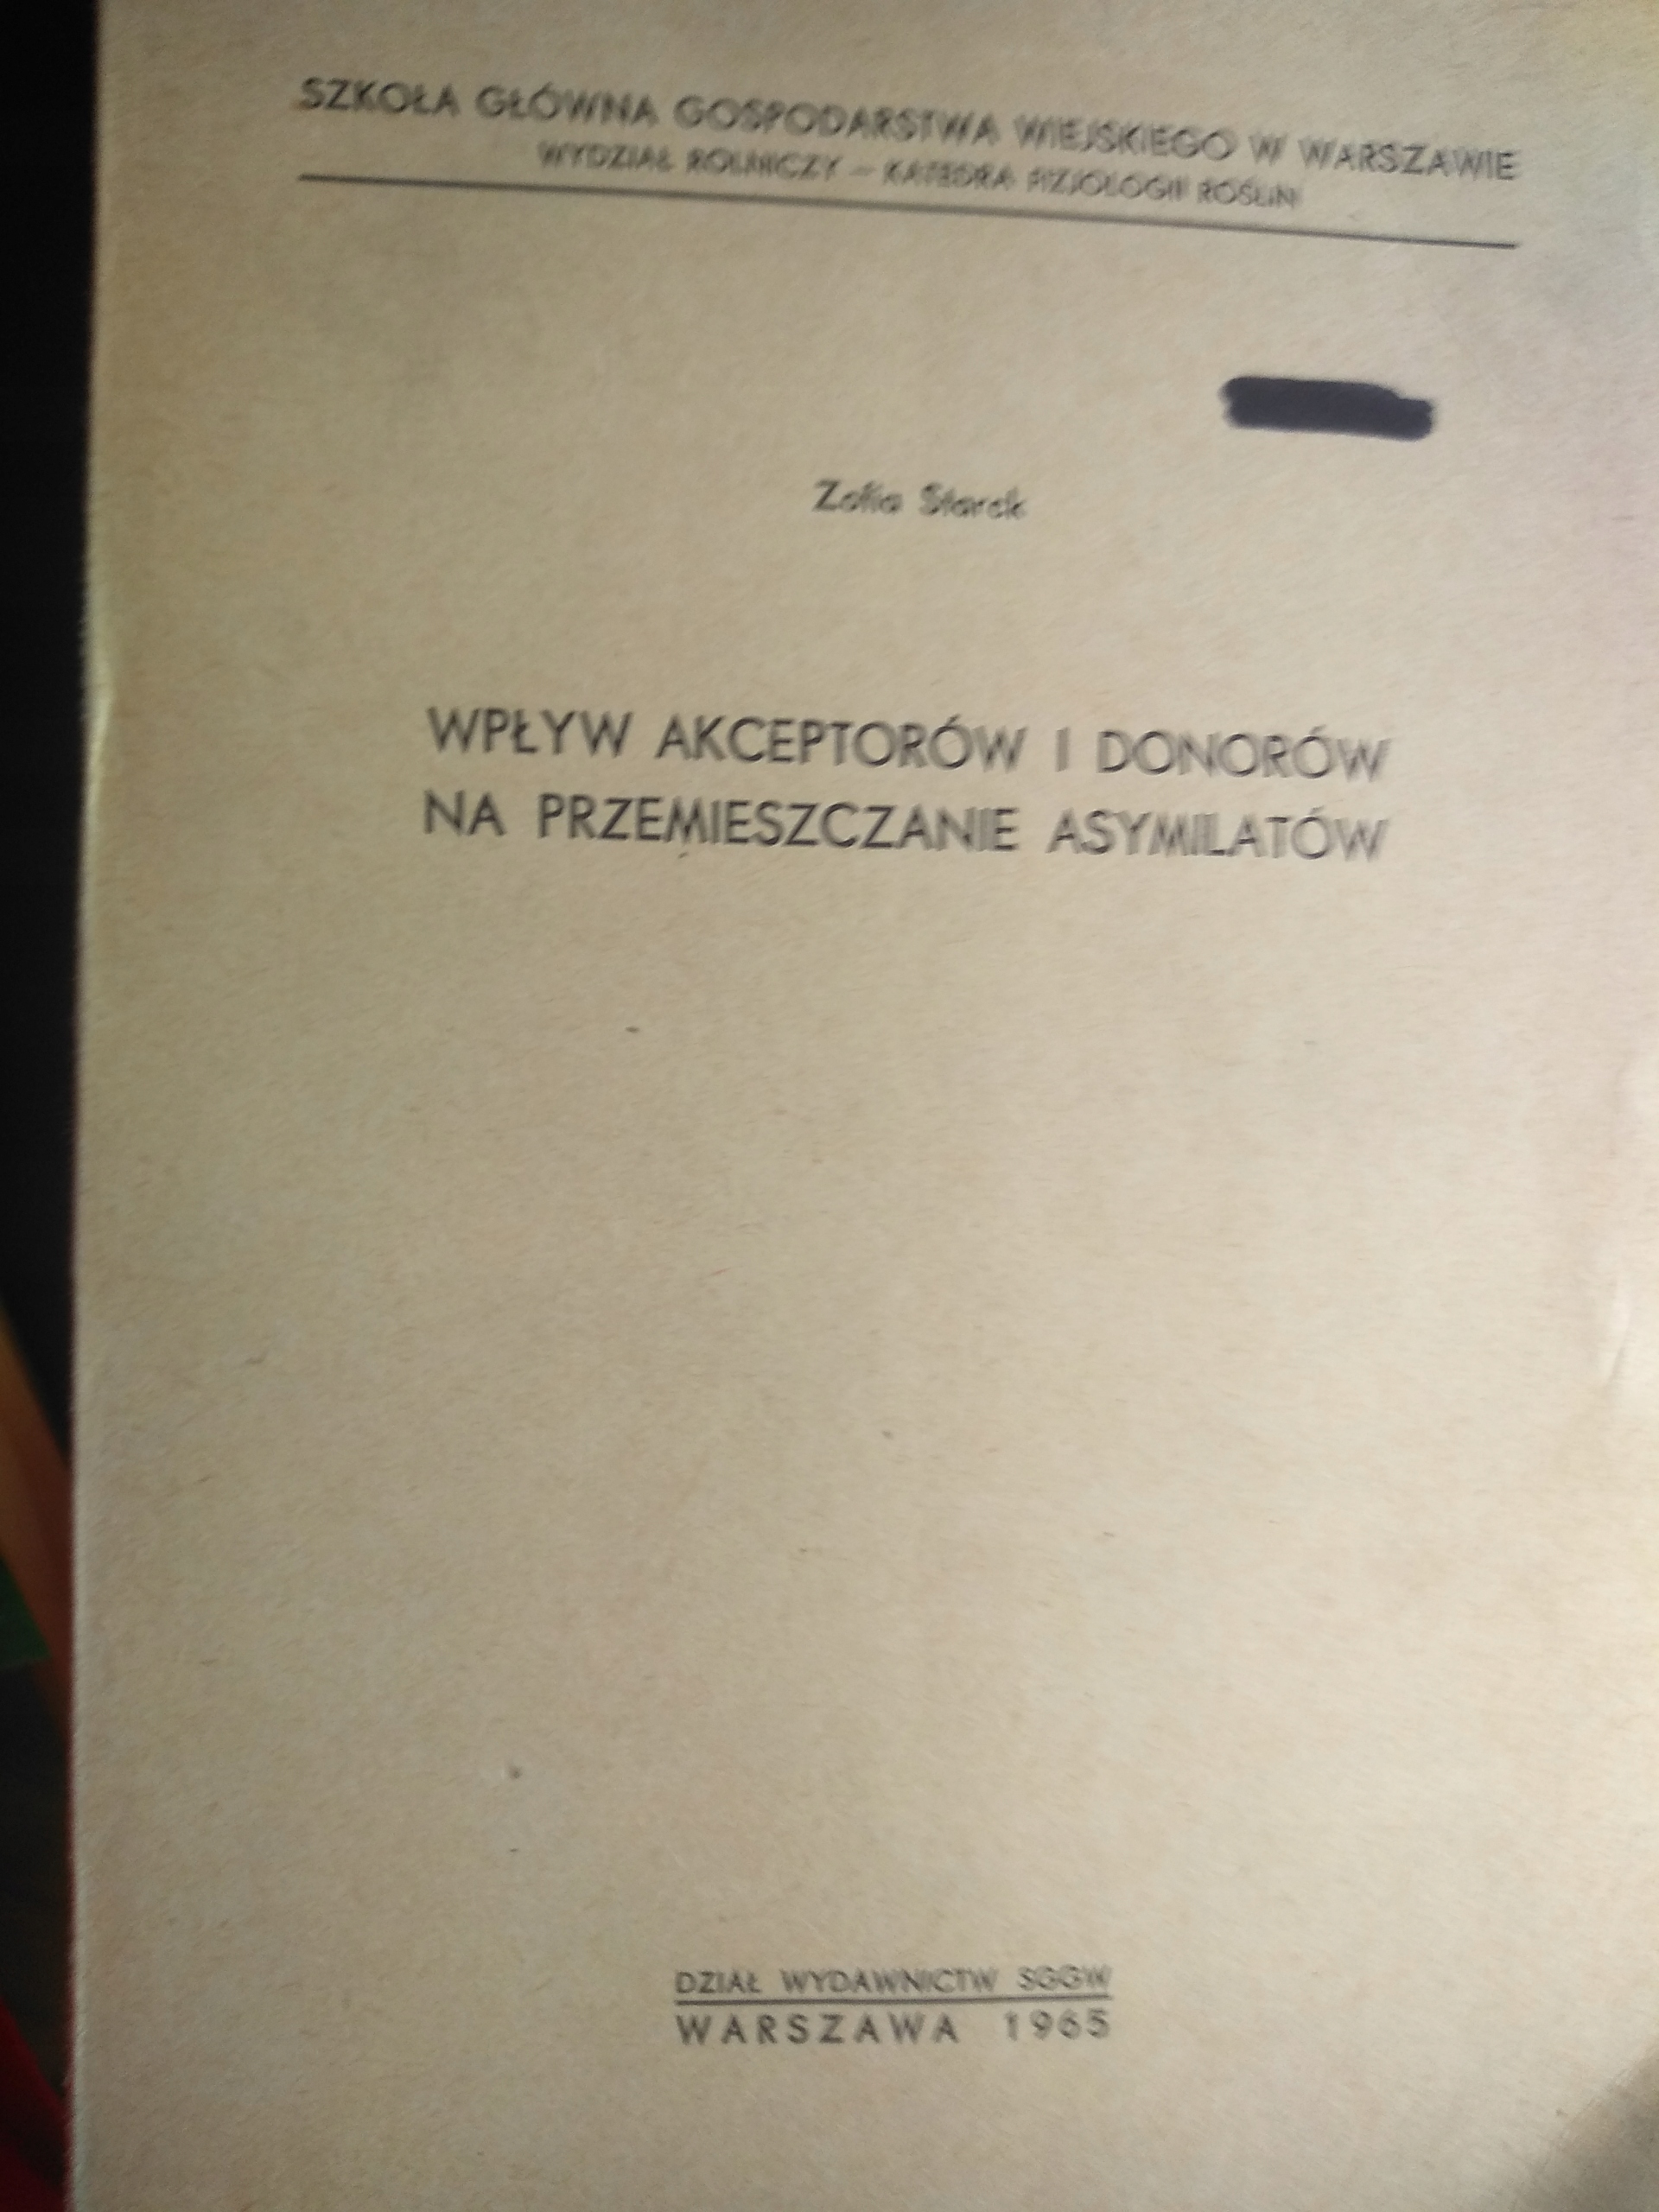 SZKOŁA GŁÓWNA GOSPODARSTWA WIEJSKIEGO W WARSZAWIE
WYDZIAŁ ROLNICZY — KATEDRA FIZJOLOGII ROŚLIN
Zofia Starck
WPŁYW AKCEPTORÓW I DONORÓW
NA PRZEMIESZCZANIE ASYMILATÓW
DZIAŁ WYDAWNICTW SGGW
WARSZAWA 1965